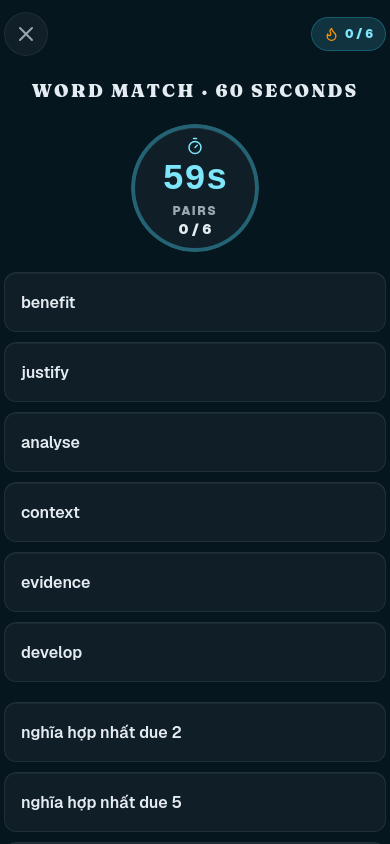 0 / 6
WORD MATCH · 60 SECONDS
59s
PAIRS
0 / 6
benefit
justify
analyse
context
evidence
develop
nghĩa hợp nhất due 2
nghĩa hợp nhất due 5